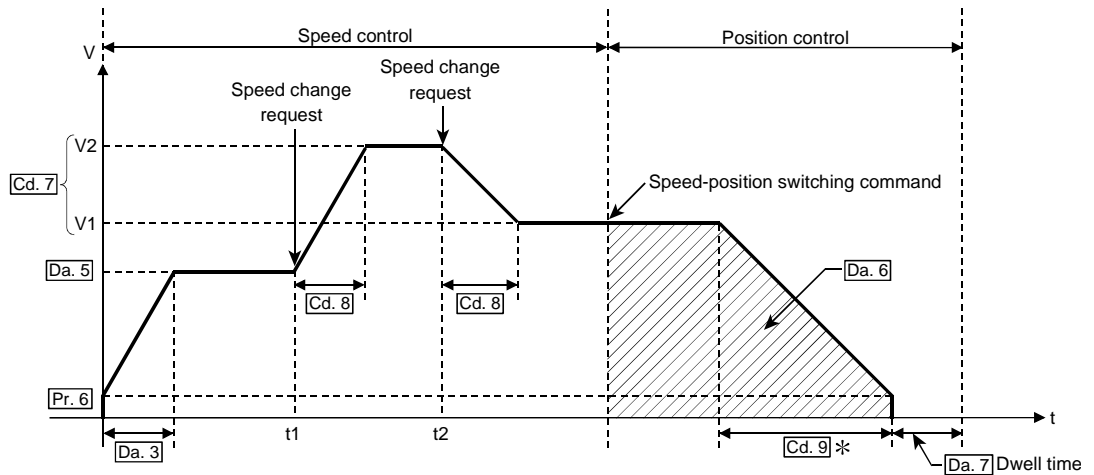 Speed control
Position control
V
Speed change
request
Speed change
request
V2
Cd. 7
Speed-position switching command
V1
Da. 5
Da. 6
Cd. 8
Cd. 8
Pr. 6
t
t1
t2
Da. 3
Cd. 9 *
Da. 7 Dwell time